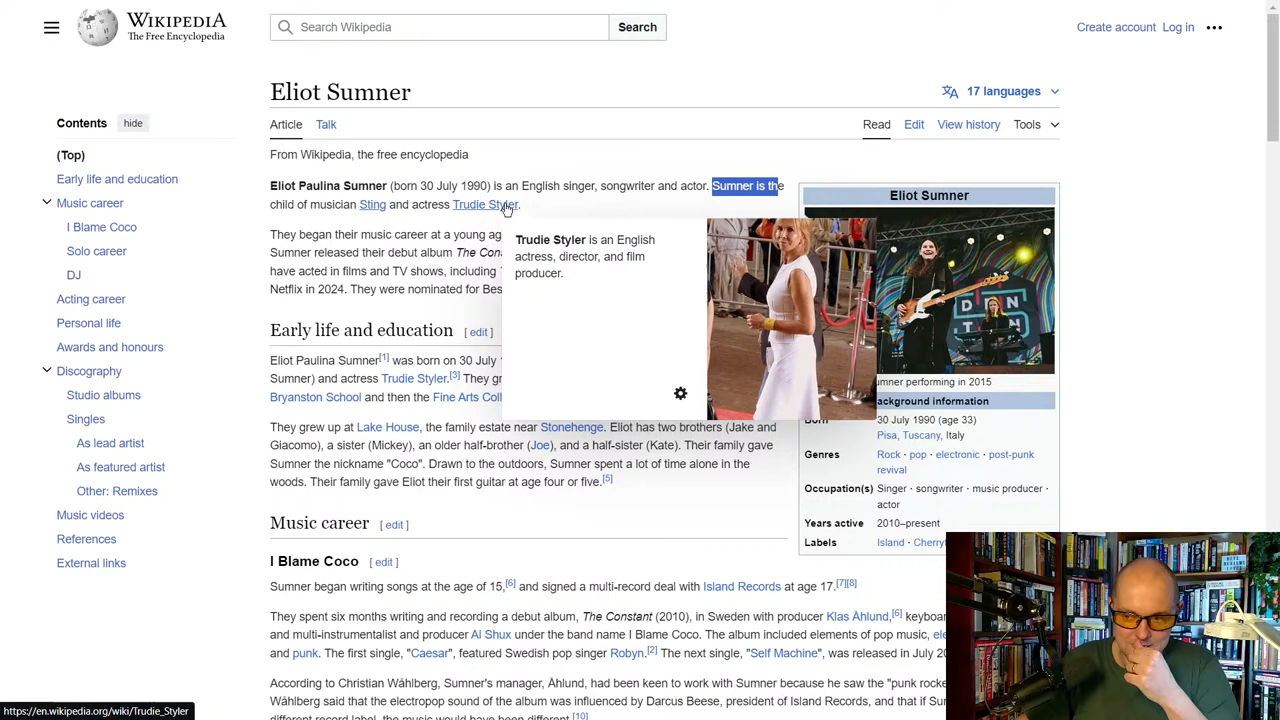 WIKIPEDIA
The Free Encyclopedia
Search Wikipedia
Search
Create account Log in
Eliot Sumner
17 languages
Contents hide
Article Talk
Read Edit View history Tools
(Top)
Early life and education
Music career
I Blame Coco
Solo career
DJ
Acting career
Personal life
Awards and honours
Discography
Studio albums
Singles
As lead artist
As featured artist
Other: Remixes
Music videos
References
External links
From Wikipedia, the free encyclopedia
Eliot Paulina Sumner (born 30 July 1990) is an English singer, songwriter and actor. Sumner is the
child of musician Sting and actress Trudie Styler.
They began their music career at a young ag
Sumner released their debut album The Con
have acted in films and TV shows, including
Netflix in 2024. They were nominated for Bes
Trudie Styler is an English
actress, director, and film
producer.
Early life and education [ edit ]
Eliot Paulina Sumner[1] was born on 30 July
Sumner) and actress Trudie Styler.[3] They gr
Bryanston School and then the Fine Arts Coll
They grew up at Lake House, the family estate near Stonehenge. Eliot has two brothers (Jake and
Giacomo), a sister (Mickey), an older half-brother (Joe), and a half-sister (Kate). Their family gave
Sumner the nickname "Coco". Drawn to the outdoors, Sumner spent a lot of time alone in the
woods. Their family gave Eliot their first guitar at age four or five.[5]
Music career [ edit ]
I Blame Coco [ edit ]
Sumner began writing songs at the age of 15,[6] and signed a multi-record deal with Island Records at age 17.[7][8]
They spent six months writing and recording a debut album, The Constant (2010), in Sweden with producer Klas Åhlund,[6] keyboar
and multi-instrumentalist and producer Al Shux under the band name I Blame Coco. The album included elements of pop music, ele
and punk. The first single, "Caesar", featured Swedish pop singer Robyn.[2] The next single, "Self Machine", was released in July 20
According to Christian Wåhlberg, Sumner's manager, Åhlund, had been keen to work with Sumner because he saw the "punk rocke
Wåhlberg said that the electropop sound of the album was influenced by Darcus Beese, president of Island Records, and that if Sum
different record label, the music would have been different.[10]
Eliot Sumner
umner performing in 2015
ackground information
Born 30 July 1990 (age 33)
Pisa, Tuscany, Italy
Genres Rock · pop · electronic · post-punk
revival
Occupation(s) Singer · songwriter · music producer ·
actor
Years active 2010–present
Labels Island · Cherryt
https://en.wikipedia.org/wiki/Trudie_Styler